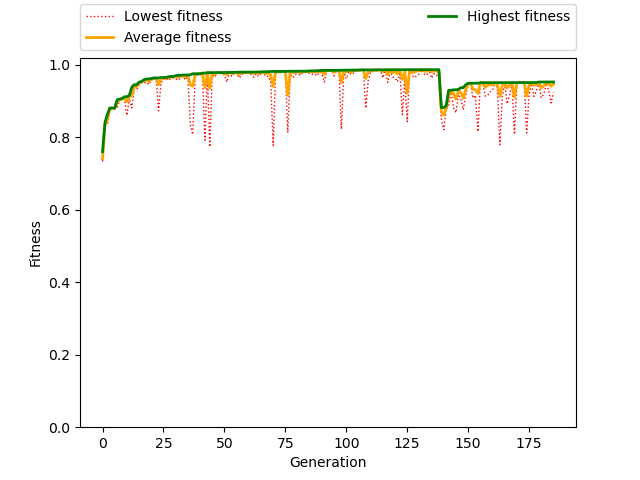 Lowest fitness
Average fitness
Highest fitness
1.0
0.8
0.6
0.4
0.2
0.0
Fitness
0 25 50 75 100 125 150 175
Generation